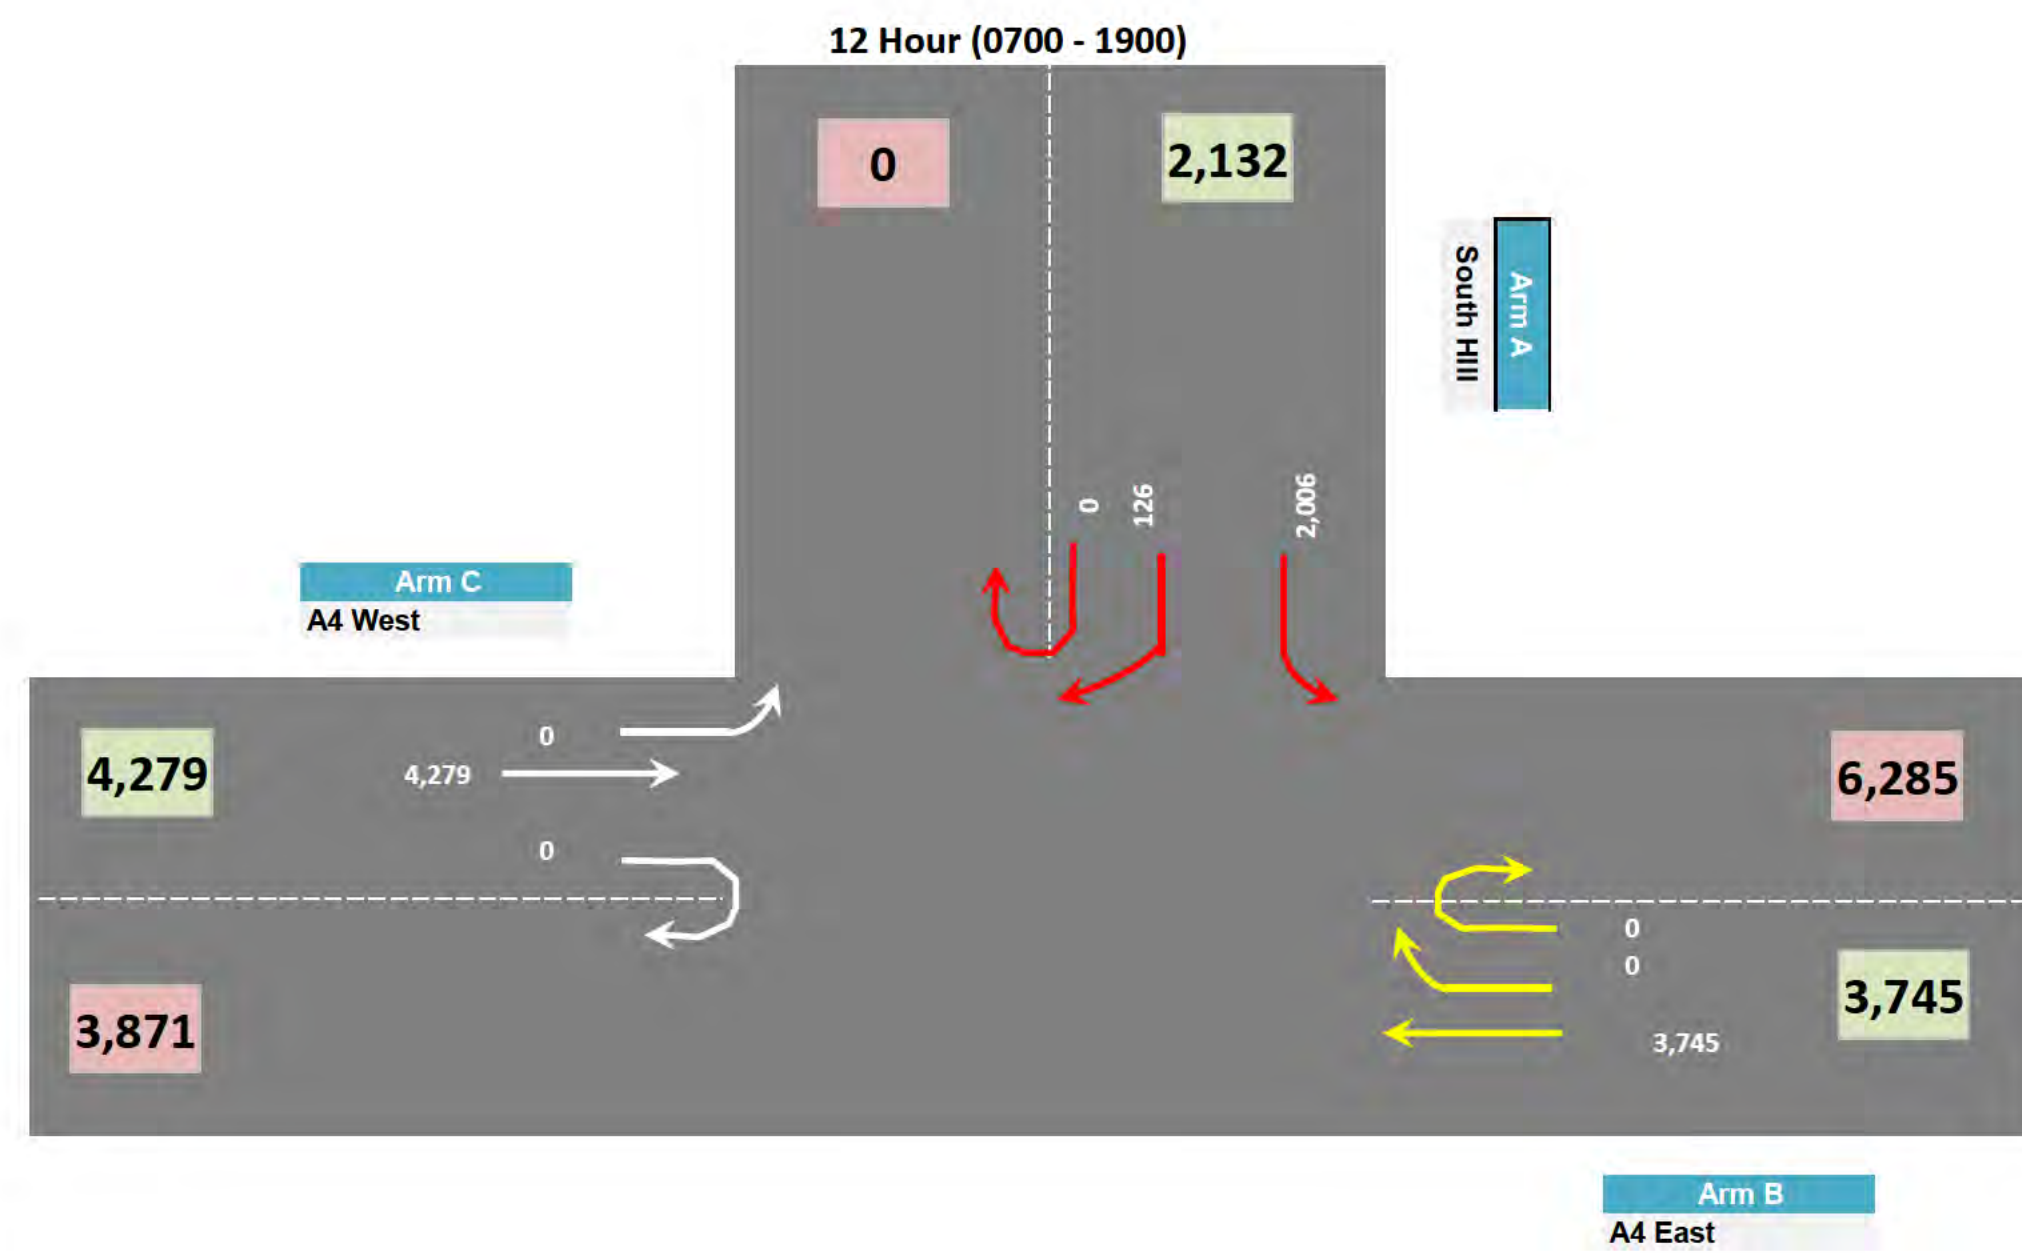 12 Hour (0700 - 1900)
0
2,132
Arm A
South HIll
0
126
2,006
Arm C
A4 West
4,279
0
4,279
0
3,871
6,285
0
0
3,745
3,745
Arm B
A4 East